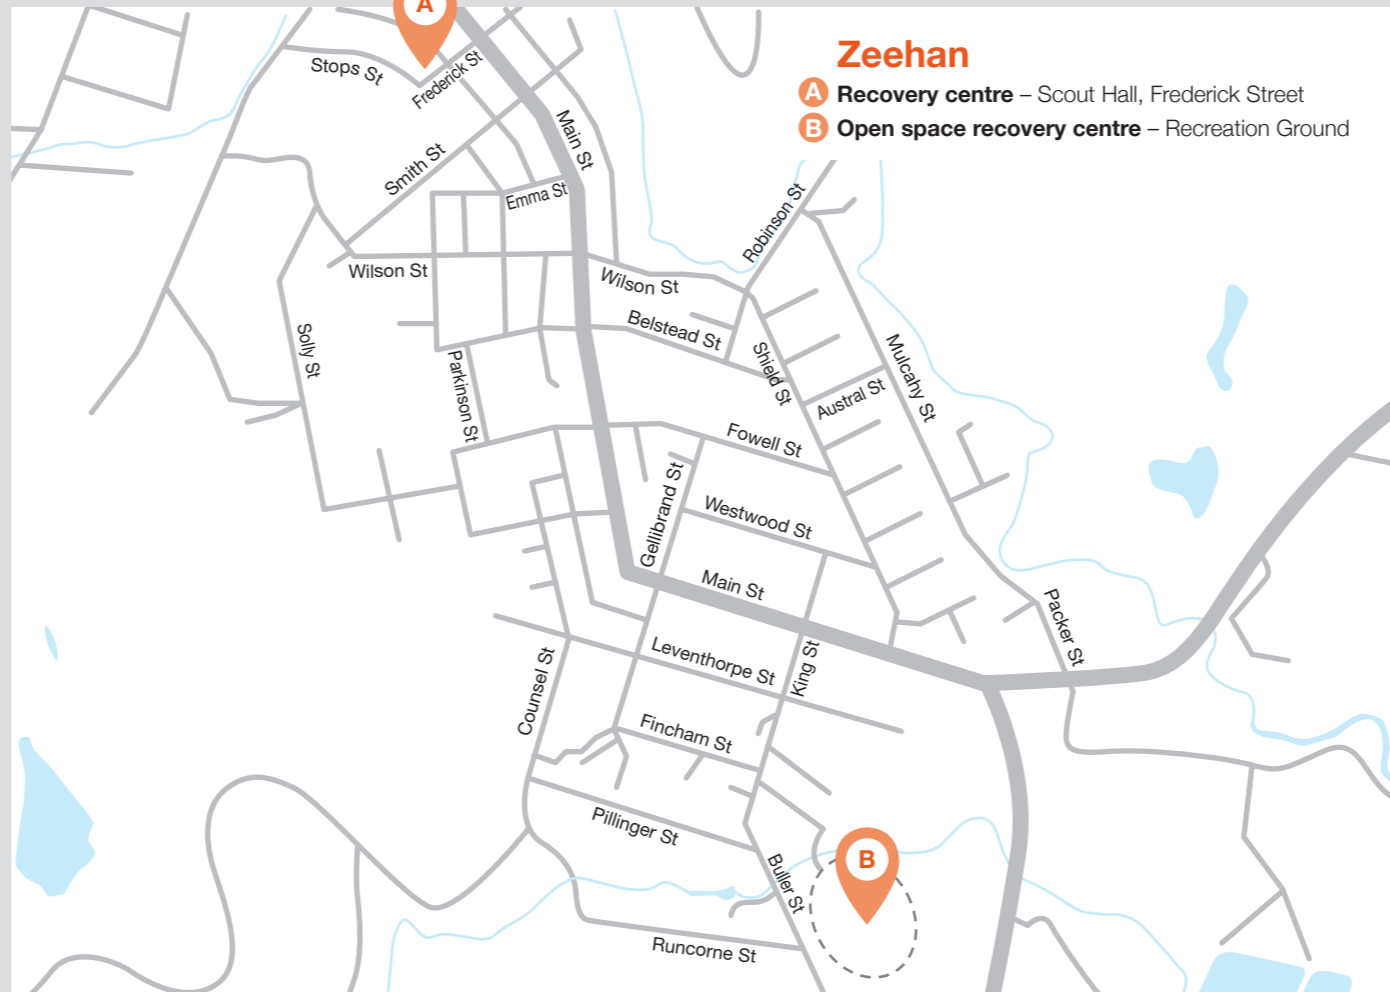 A
Zeehan
A Recovery centre – Scout Hall, Frederick Street
B Open space recovery centre – Recreation Ground
Stops St
Frederick St
Main St
Smith St
Emma St
Robinson St
Wilson St
Wilson St
Belstead St
Solly St
Parkinson St
Shield St
Mulcahy St
Austral St
Fowell St
Gellibrand St
Westwood St
Main St
Packer St
Leventhorpe St
King St
Counsel St
Fincham St
Pillinger St
B
Buller St
Runcorne St